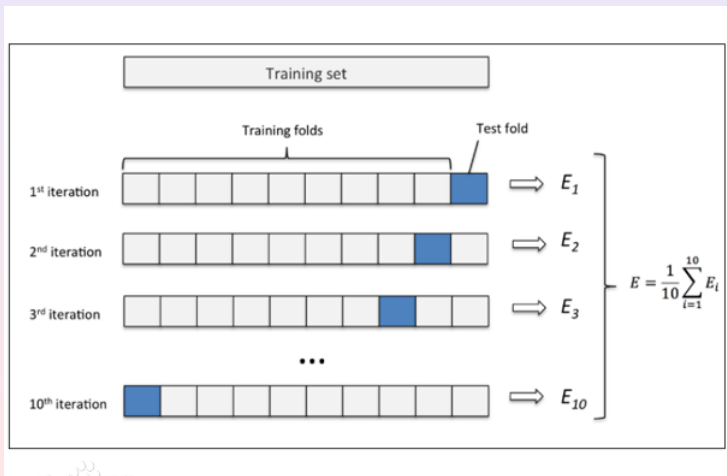 Training set
Training folds
Test fold
1st iteration
E1
2nd iteration
E2
E = 1/10 10∑i=1 Ei
3rd iteration
E3
...
10th iteration
E10